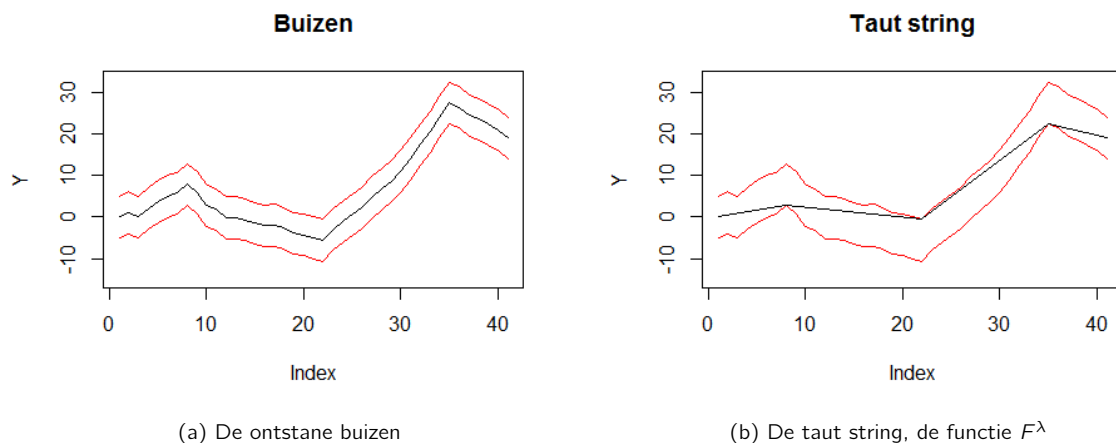 Buizen
Y
-10 0 10 20 30
0 10 20 30 40
Index
(a) De ontstane buizen
Taut string
Y
-10 0 10 20 30
0 10 20 30 40
Index
(b) De taut string, de functie F^λ